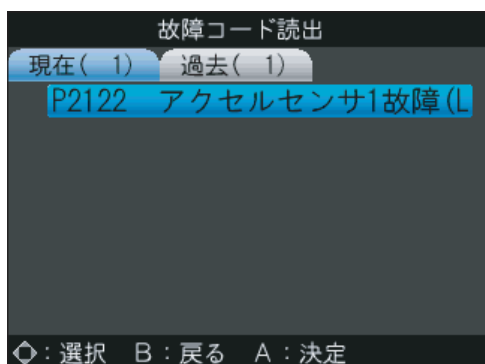 故障コード読出
現在( 1) 過去( 1)
P2122 アクセルセンサ1故障(L
:選択 B:戻る A:決定